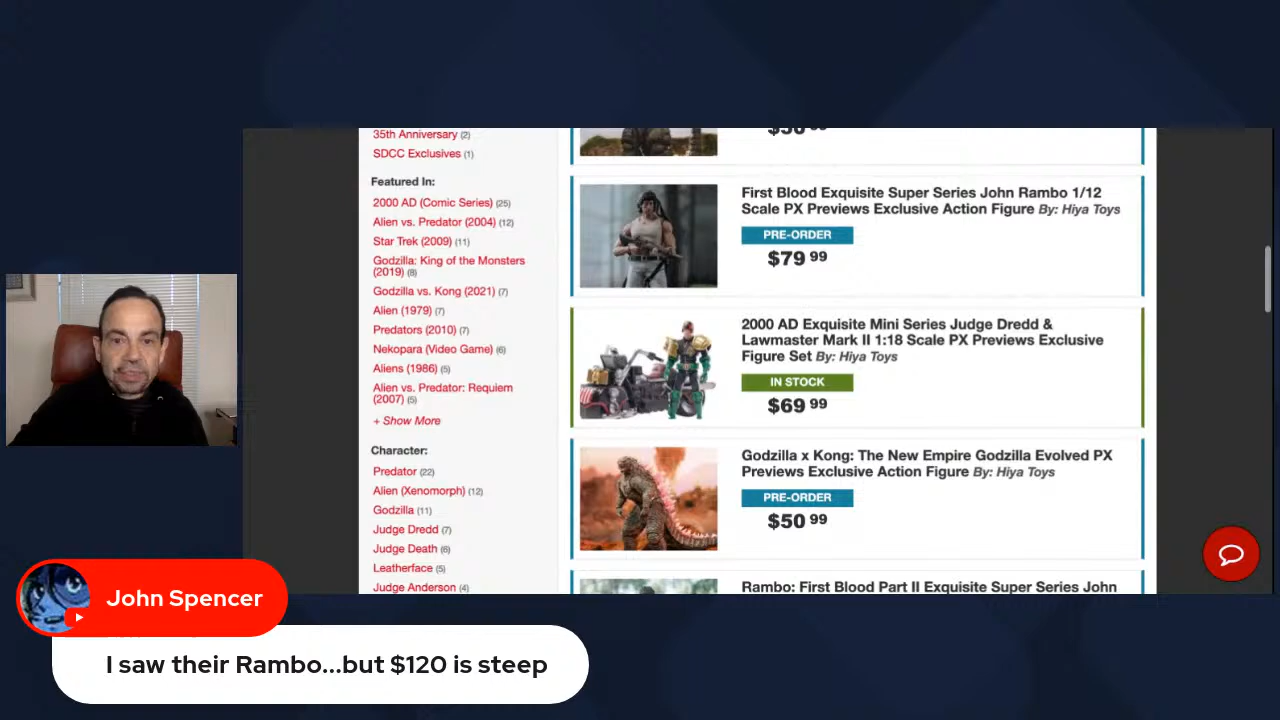 35th Anniversary (2)
SDCC Exclusives (1)
Featured In:
2000 AD (Comic Series) (25)
Alien vs. Predator (2004) (12)
Star Trek (2009) (11)
Godzilla: King of the Monsters
(2019) (8)
Godzilla vs. Kong (2021) (7)
Alien (1979) (7)
Predators (2010) (7)
Nekopara (Video Game) (6)
Aliens (1986) (5)
Alien vs. Predator: Requiem
(2007) (5)
+ Show More
Character:
Predator (22)
Alien (Xenomorph) (12)
Godzilla (11)
Judge Dredd (7)
Judge Death (6)
Leatherface (5)
Judge Anderson (4)
First Blood Exquisite Super Series John Rambo 1/12
Scale PX Previews Exclusive Action Figure By: Hiya Toys
PRE-ORDER
$79 99
2000 AD Exquisite Mini Series Judge Dredd &
Lawmaster Mark II 1:18 Scale PX Previews Exclusive
Figure Set By: Hiya Toys
IN STOCK
$69 99
Godzilla x Kong: The New Empire Godzilla Evolved PX
Previews Exclusive Action Figure By: Hiya Toys
PRE-ORDER
$50 99
Rambo: First Blood Part II Exquisite Super Series John
John Spencer
I saw their Rambo...but $120 is steep